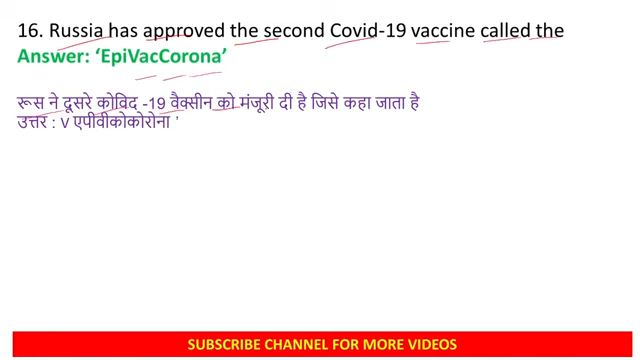 16. Russia has approved the second Covid-19 vaccine called the
Answer: ‘EpiVacCorona’
रूस ने दूसरे कोविद -19 वैक्सीन को मंजूरी दी है जिसे कहा जाता है
उत्तर : v एपीवीकोकोरोना '
SUBSCRIBE CHANNEL FOR MORE VIDEOS